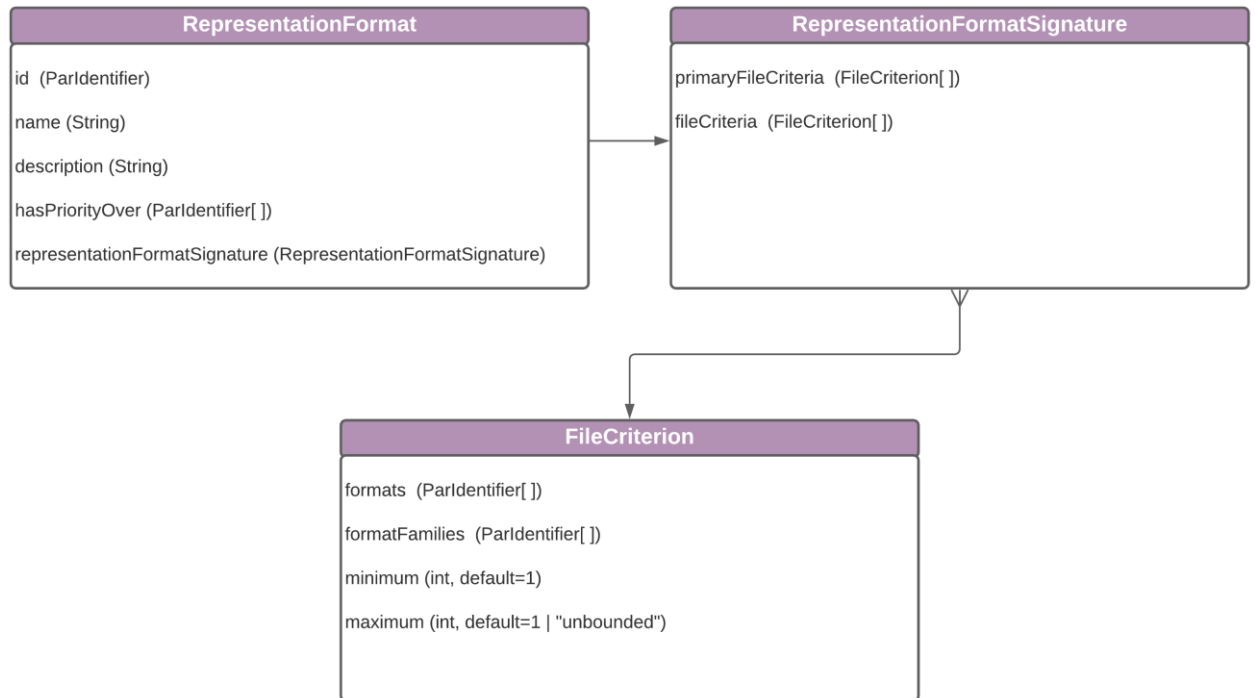 RepresentationFormat
id  (ParIdentifier)
name (String)
description (String)
hasPriorityOver (ParIdentifier[ ])
representationFormatSignature (RepresentationFormatSignature)
RepresentationFormatSignature
primaryFileCriteria  (FileCriterion[ ])
fileCriteria  (FileCriterion[ ])
FileCriterion
formats  (ParIdentifier[ ])
formatFamilies  (ParIdentifier[ ])
minimum (int, default=1)
maximum (int, default=1 | "unbounded")